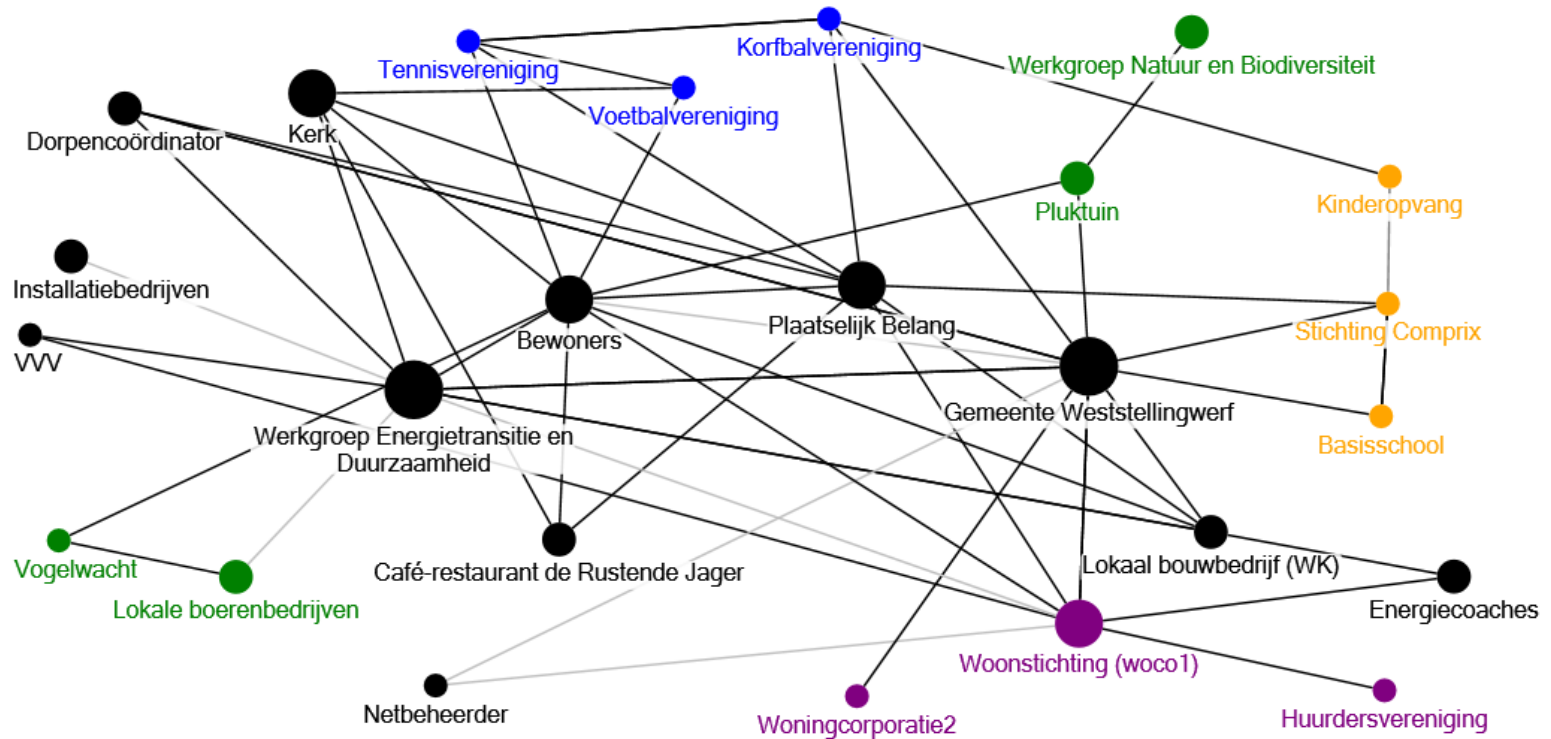 Korfbalvereniging
Tennisvereniging
Werkgroep Natuur en Biodiversiteit
Voetbalvereniging
Kerk
Dorpencoördinator
Kinderopvang
Pluktuin
Installatiebedrijven
Plaatselijk Belang
Stichting Comprix
Bewoners
VVV
Gemeente Weststellingwerf
Werkgroep Energietransitie en
Duurzaamheid
Basisschool
Vogelwacht
Café-restaurant de Rustende Jager
Lokaal bouwbedrijf (WK)
Lokale boerenbedrijven
Energiecoaches
Woonstichting (woco1)
Netbeheerder
Woningcorporatie2
Huurdersvereniging